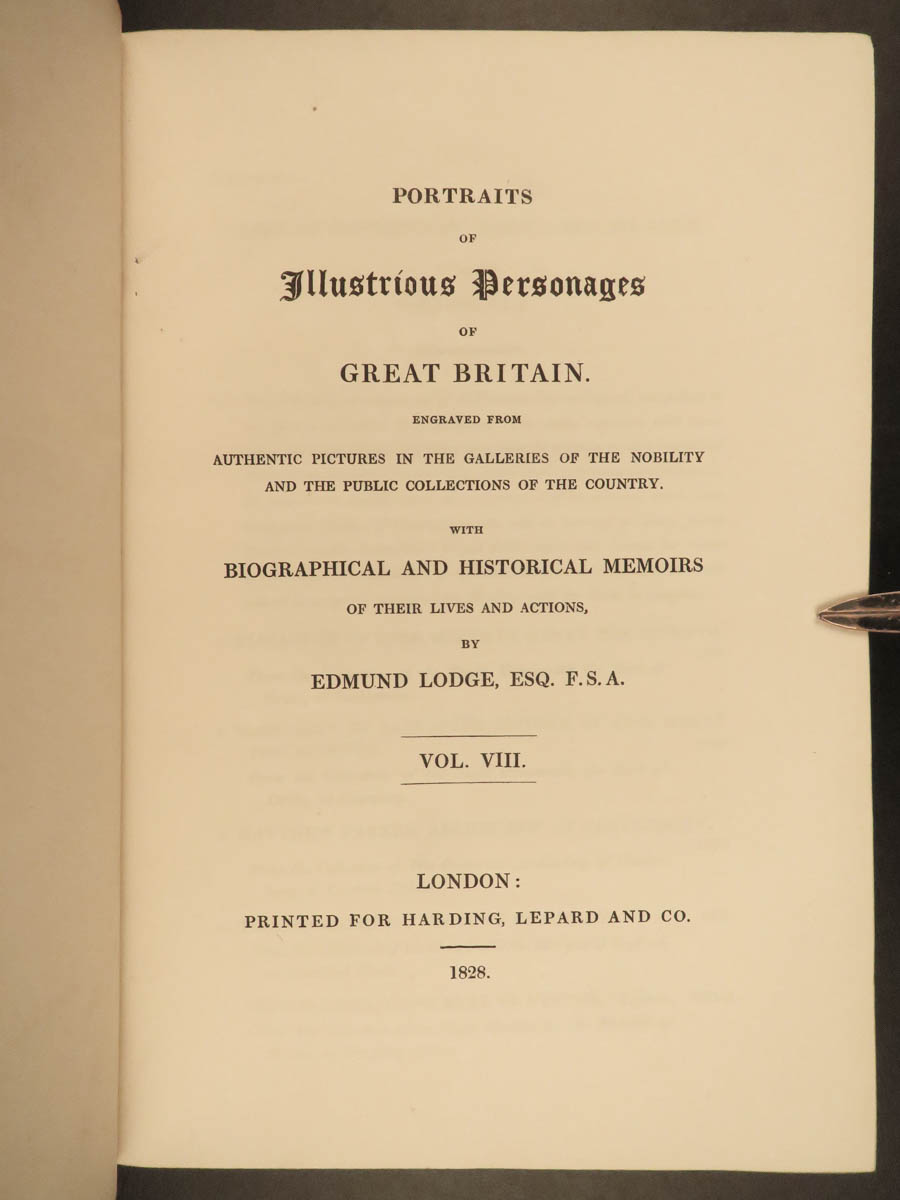 PORTRAITS
OF
Illustrious Personages
OF
GREAT BRITAIN.
ENGRAVED FROM
AUTHENTIC PICTURES IN THE GALLERIES OF THE NOBILITY
AND THE PUBLIC COLLECTIONS OF THE COUNTRY.
WITH
BIOGRAPHICAL AND HISTORICAL MEMOIRS
OF THEIR LIVES AND ACTIONS,
BY
EDMUND LODGE, ESQ. F.S.A.
VOL. VIII.
LONDON:
PRINTED FOR HARDING, LEPARD AND CO.
1828.